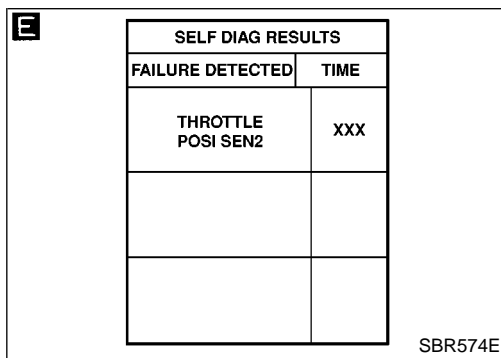 E
SELF DIAG RESULTS
FAILURE DETECTED TIME
THROTTLE
POSI SEN2
XXX
SBR574E